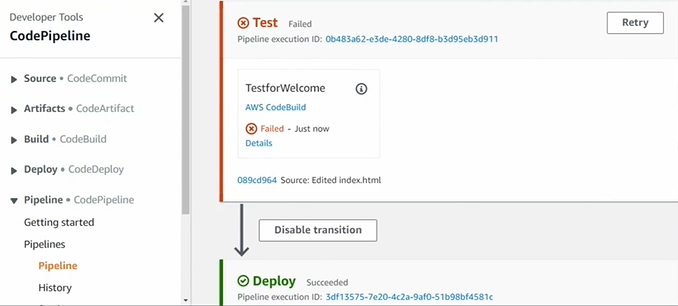 Developer Tools
CodePipeline
Source • CodeCommit
Artifacts • CodeArtifact
Build • CodeBuild
Deploy • CodeDeploy
Pipeline • CodePipeline
Getting started
Pipelines
Pipeline
History
Test Failed
Pipeline execution ID: 0b483a62-e3de-4280-8df8-b3d95eb3d911
Retry
TestforWelcome
AWS CodeBuild
Failed - Just now
Details
089cd964 Source: Edited index.html
Disable transition
Deploy Succeeded
Pipeline execution ID: 3df13575-7e20-4c2a-9af0-51b98bf4581c